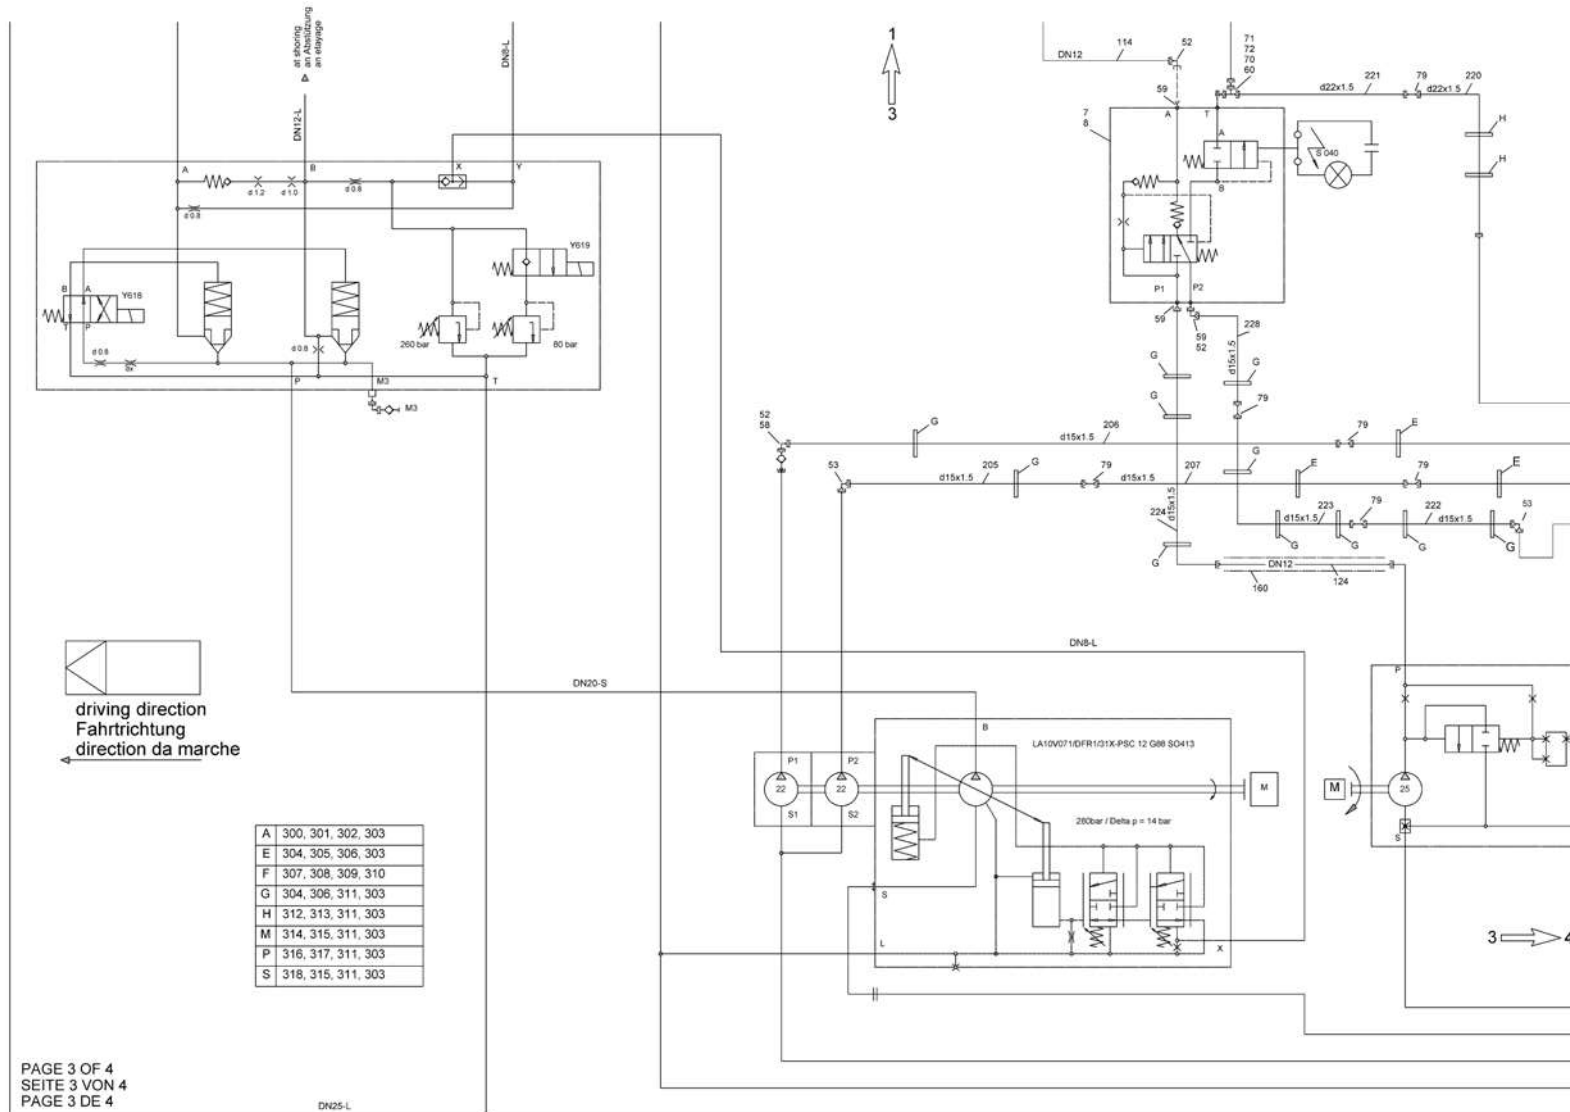 at shoring
an Abstützung
an etayage
DN12-L
DN8-L
1
3
DN12
114
52
71
72
70
60
59
d22x1.5
221
79
d22x1.5
220
H
H
7
8
A
T
A
B
S 040
P1
P2
A
B
X
Y
d 1.2
d 1.0
d 0.8
d 0.8
Y619
B
A
Y618
T
P
260 bar
80 bar
d 0.6
d 0.8
P
M3
T
M3
59
59
52
228
G
d15x1.5
G
G
79
52
58
G
d15x1.5
206
79
E
G
53
d15x1.5
205
G
79
d15x1.5
207
E
79
E
d15x1.5
224
d15x1.5
223
79
222
d15x1.5
53
G
G
G
G
G
DN12
160
124
driving direction
Fahrtrichtung
direction da marche
DN8-L
DN20-S
P
B
LA10V071/DFR1/31X-PSC 12 G88 SO413
P1
P2
22
22
M
M
25
S1
S2
280bar / Delta p = 14 bar
S
S
L
X
3
4
A 300, 301, 302, 303
E 304, 305, 306, 303
F 307, 308, 309, 310
G 304, 306, 311, 303
H 312, 313, 311, 303
M 314, 315, 311, 303
P 316, 317, 311, 303
S 318, 315, 311, 303
PAGE 3 OF 4
SEITE 3 VON 4
PAGE 3 DE 4
DN25-L